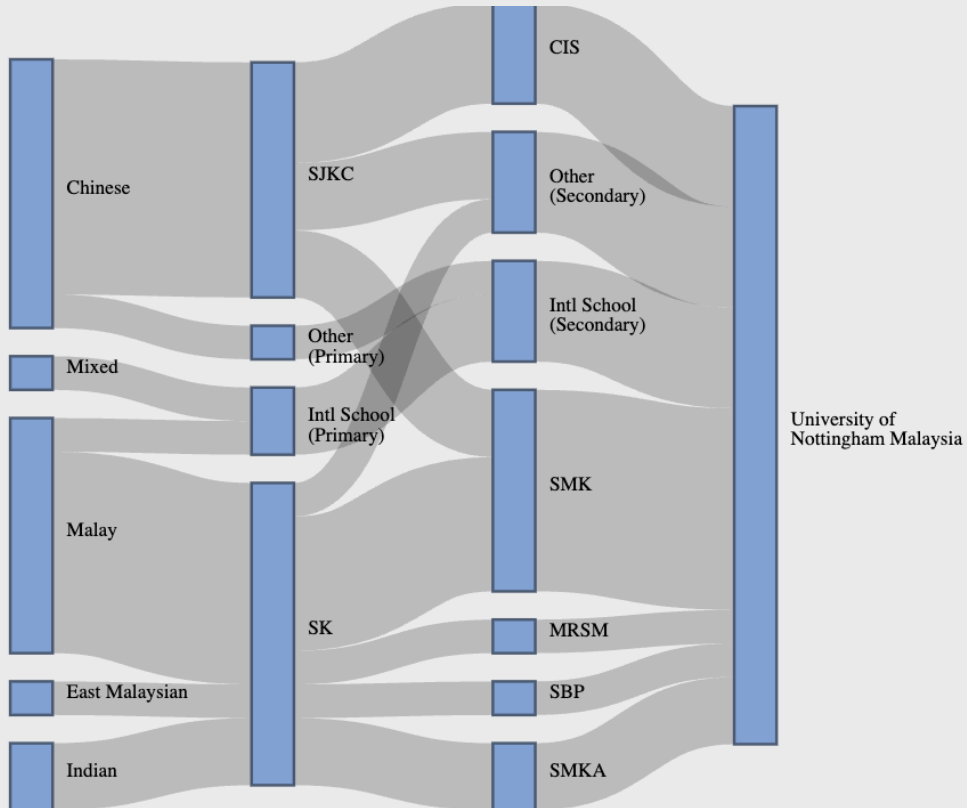 Chinese
Mixed
Malay
East Malaysian
Indian
SJKC
Other
(Primary)
Intl School
(Primary)
SK
CIS
Other
(Secondary)
Intl School
(Secondary)
SMK
MRSM
SBP
SMKA
University of
Nottingham Malaysia